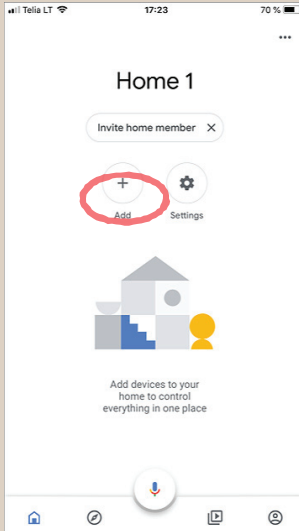 Telia LT 17:23 70 %
Home 1
Invite home member
Add Settings
Add devices to your
home to control
everything in one place